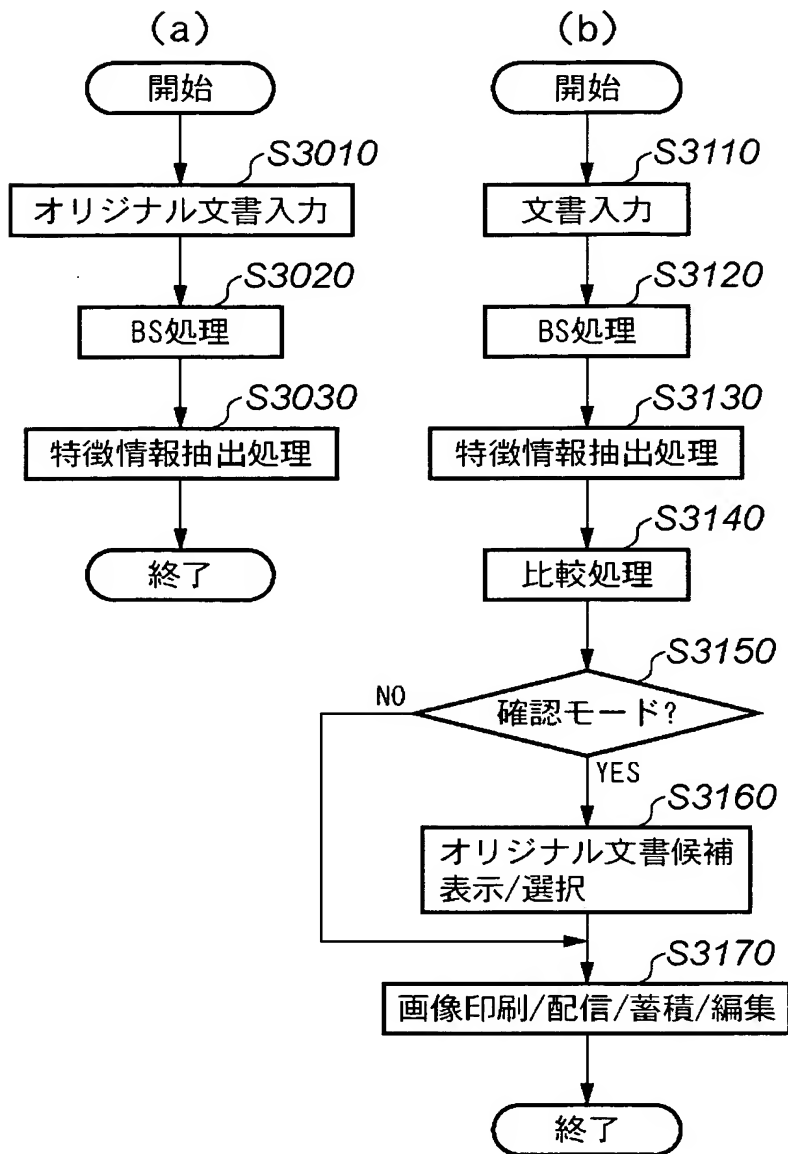 (a)
開始
S3010
オリジナル文書入力
S3020
BS処理
S3030
特徴情報抽出処理
終了
(b)
開始
S3110
文書入力
S3120
BS処理
S3130
特徴情報抽出処理
S3140
比較処理
S3150
確認モード?
NO
YES
S3160
オリジナル文書候補
表示/選択
S3170
画像印刷/配信/蓄積/編集
終了